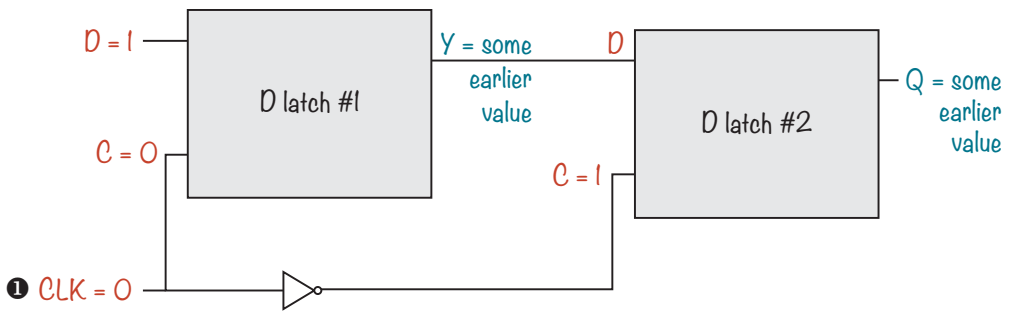 D = 1
Y = some
earlier
value
D
D latch #1
D latch #2
Q = some
earlier
value
C = 0
C = 1
❶ CLK = 0